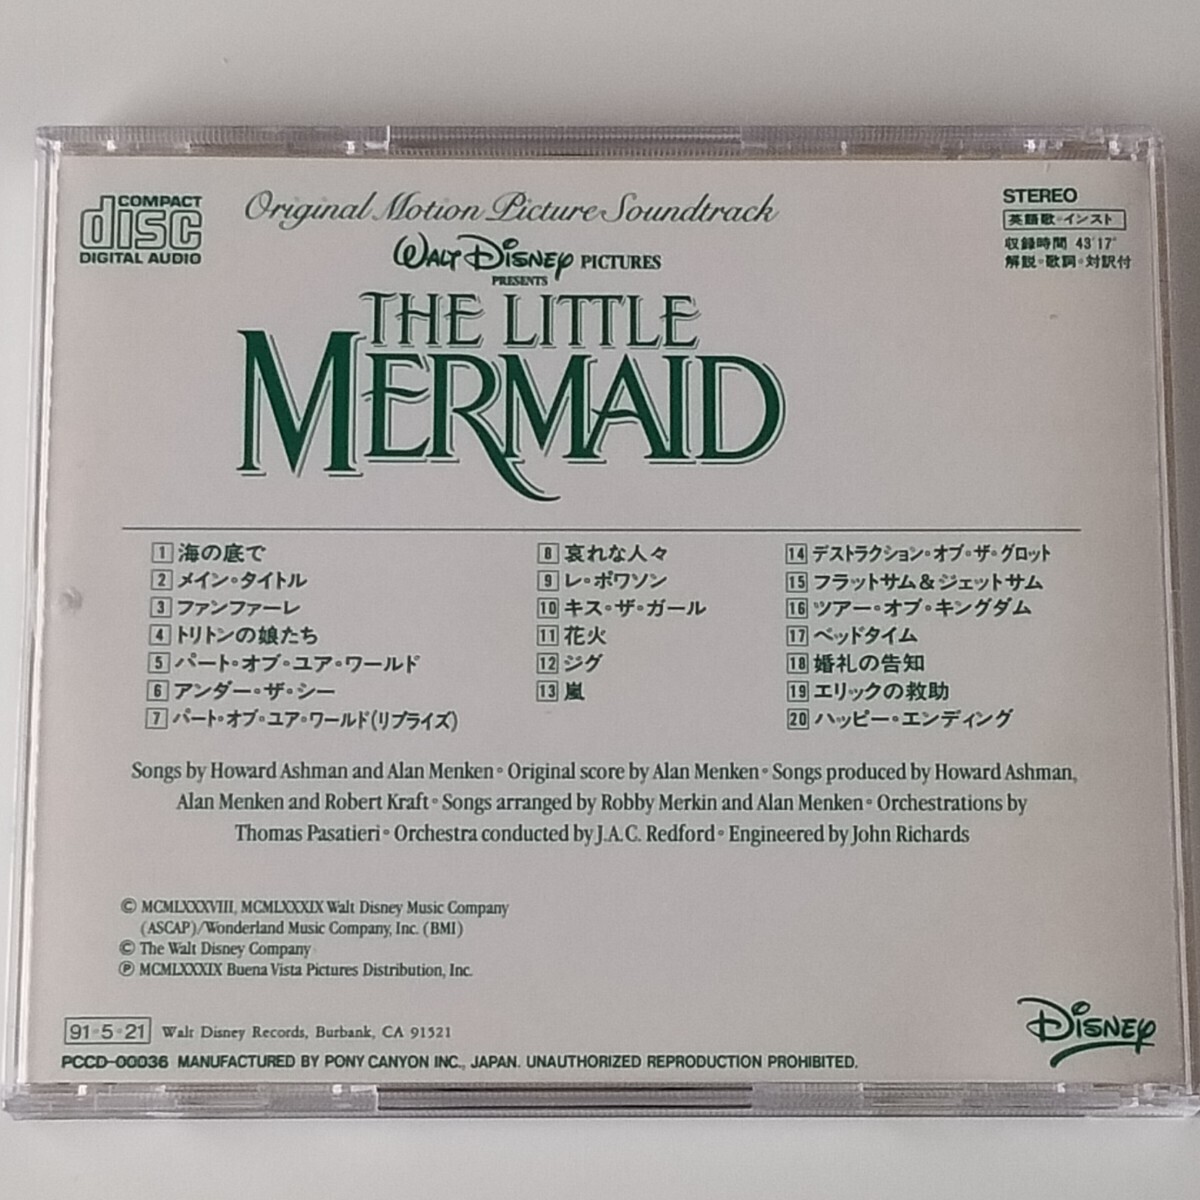 COMPACT
disc
DIGITAL AUDIO
Original Motion Picture Soundtrack
WALT DISNEY PICTURES
PRESENTS
THE LITTLE
MERMAID
STEREO
英語歌・インスト
収録時間 43'17"
解説・歌詞・対訳付
1 海の底で
2 メイン・タイトル
3 ファンファーレ
4 トリトンの娘たち
5 パート・オブ・ユア・ワールド
6 アンダー・ザ・シー
7 パート・オブ・ユア・ワールド(リプライズ)
8 哀れな人々
9 レ・ポワソン
10 キス・ザ・ガール
11 花火
12 ジグ
13 嵐
14 デストラクション・オブ・ザ・グロット
15 フラットサム&ジェットサム
16 ツアー・オブ・キングダム
17 ベッドタイム
18 婚礼の告知
19 エリックの救助
20 ハッピー・エンディング
Songs by Howard Ashman and Alan Menken・Original score by Alan Menken・Songs produced by Howard Ashman,
Alan Menken and Robert Kraft・Songs arranged by Robby Merkin and Alan Menken・Orchestrations by
Thomas Pasatieri・Orchestra conducted by J.A.C. Redford・Engineered by John Richards
© MCMLXXXVIII, MCMLXXXIX Walt Disney Music Company
(ASCAP)/Wonderland Music Company, Inc. (BMI)
© The Walt Disney Company
℗ MCMLXXXIX Buena Vista Pictures Distribution, Inc.
91・5・21 Walt Disney Records, Burbank, CA 91521
PCCD-00036 MANUFACTURED BY PONY CANYON INC., JAPAN. UNAUTHORIZED REPRODUCTION PROHIBITED.
DISNEY